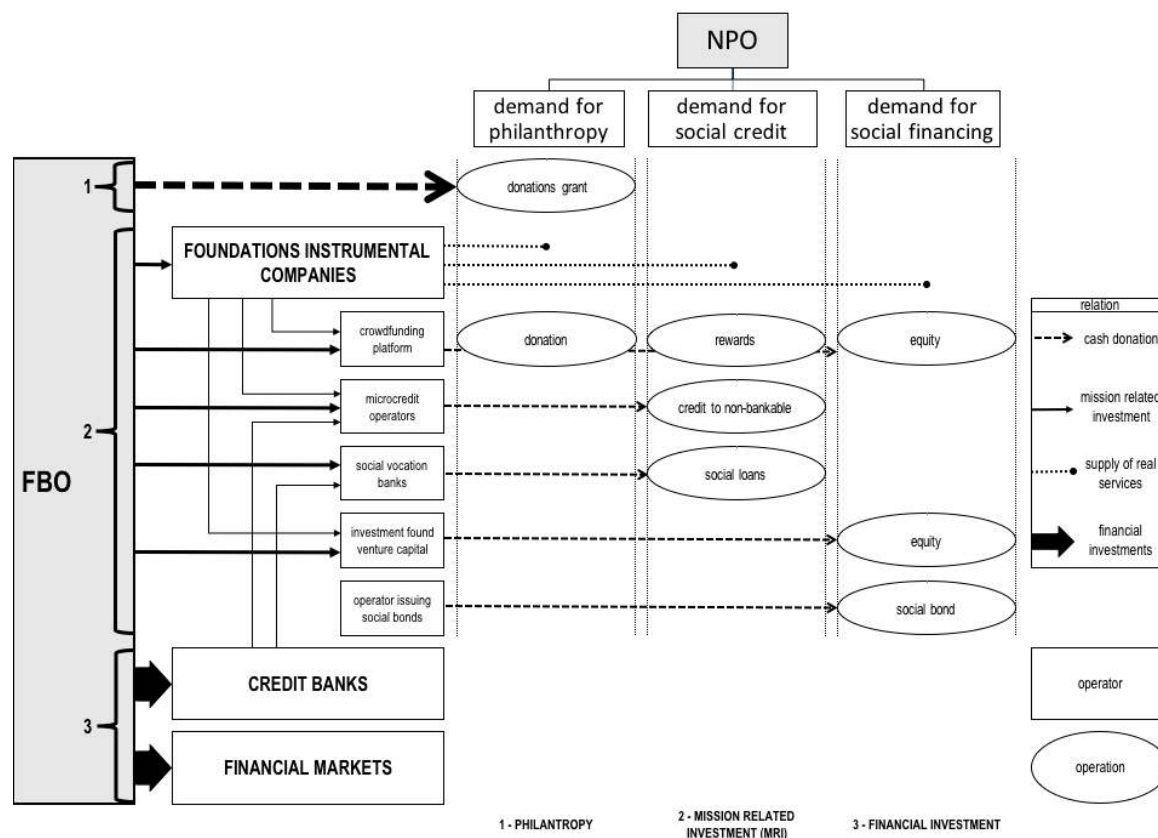 NPO
demand for
philanthropy
demand for
social credit
demand for
social financing
FBO
1
donations grant
2
FOUNDATIONS INSTRUMENTAL
COMPANIES
crowdfunding
platform
donation
rewards
equity
microcredit
operators
credit to non-bankable
social vocation
banks
social loans
investment found
venture capital
equity
operator issuing
social bonds
social bond
3
CREDIT BANKS
FINANCIAL MARKETS
relation
cash donation
mission related
investment
supply of real
services
financial
investments
operator
operation
1 - PHILANTHROPY
2 - MISSION RELATED
INVESTMENT (MRI)
3 - FINANCIAL INVESTMENT